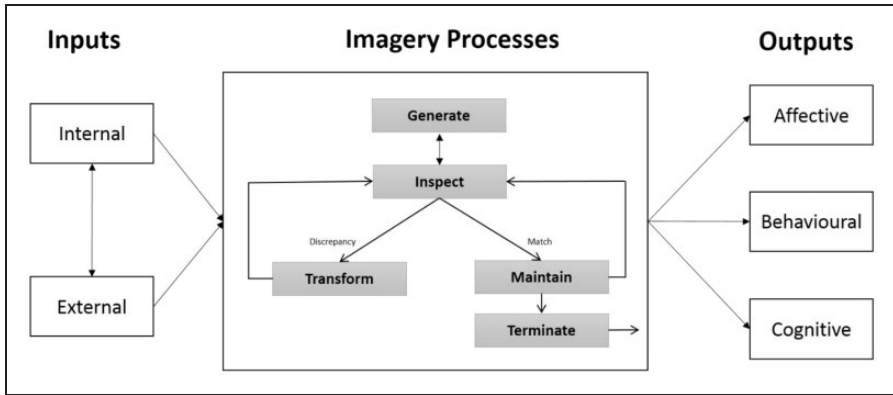 Inputs
Imagery Processes
Outputs
Internal
External
Generate
Inspect
Discrepancy
Match
Transform
Maintain
Terminate
Affective
Behavioural
Cognitive